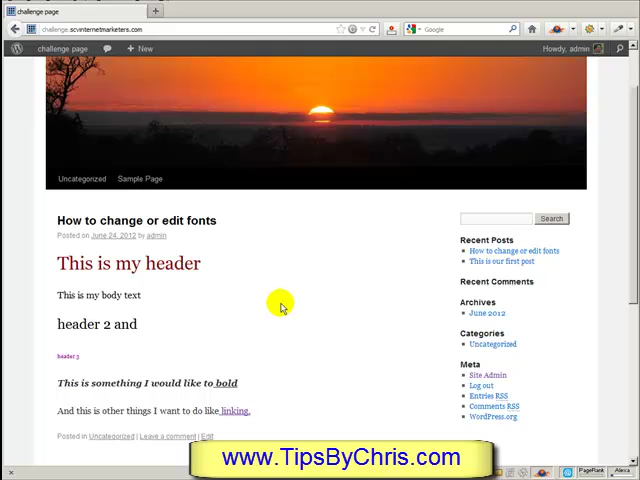 challenge page
challenge.scvinternetmarketers.com
Google
challenge page
New
Howdy, admin
Uncategorized Sample Page
How to change or edit fonts
Posted on June 24, 2012 by admin
This is my header
This is my body text
header 2 and
header 3
This is something I would like to bold
And this is other things I want to do like linking.
Posted in Uncategorized | Leave a comment | Edit
Search
Recent Posts
How to change or edit fonts
This is our first post
Recent Comments
Archives
June 2012
Categories
Uncategorized
Meta
Site Admin
Log out
Entries RSS
Comments RSS
WordPress.org
www.TipsByChris.com
PageRank
Alexa